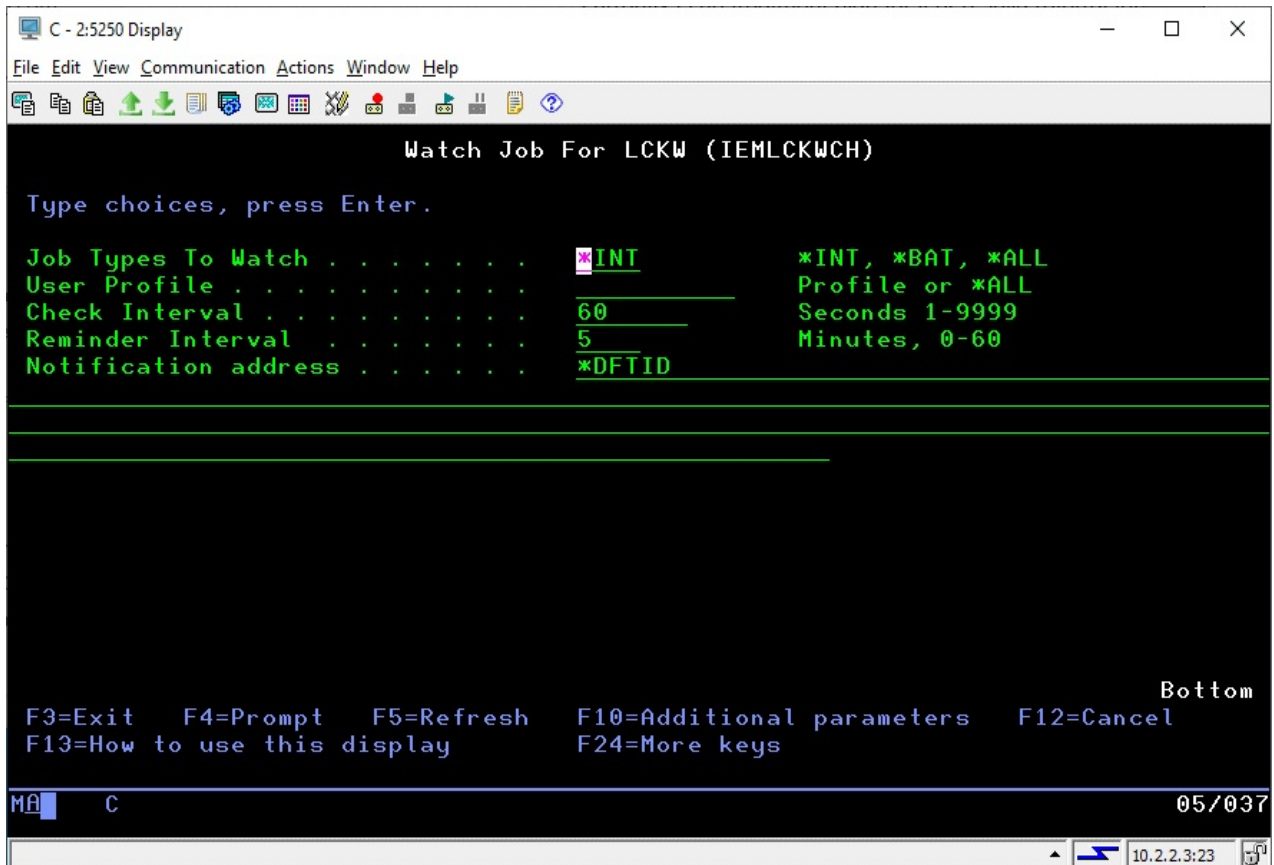 C - 2:5250 Display
File Edit View Communication Actions Window Help
Watch Job For LCKW (IEMLCKWCH)
Type choices, press Enter.
Job Types To Watch . . . . . . . *INT *INT, *BAT, *ALL
User Profile . . . . . . . . . . Profile or *ALL
Check Interval . . . . . . . . . 60 Seconds 1-9999
Reminder Interval . . . . . . . 5 Minutes, 0-60
Notification address . . . . . . *DFTID
Bottom
F3=Exit F4=Prompt F5=Refresh F10=Additional parameters F12=Cancel
F13=How to use this display F24=More keys
MA C 05/037
10.2.2.3:23